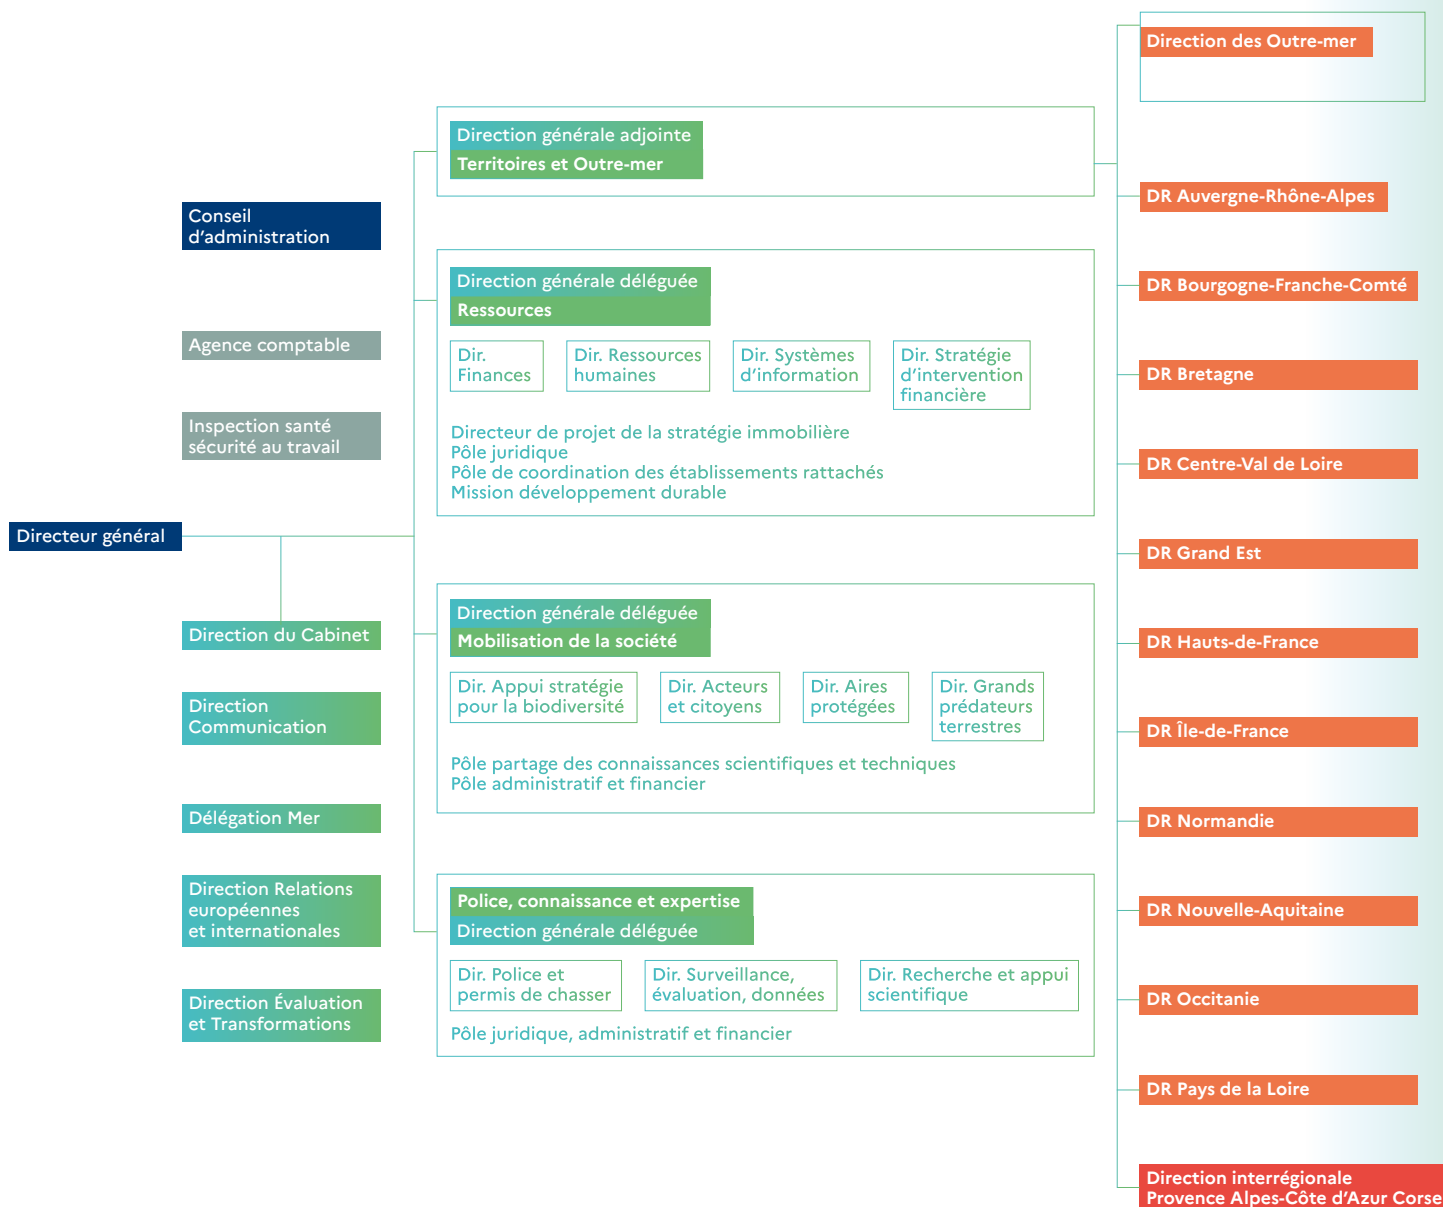 Directeur général
Conseil
d’administration
Agence comptable
Inspection santé
sécurité au travail
Direction du Cabinet
Direction
Communication
Délégation Mer
Direction Relations
européennes
et internationales
Direction Évaluation
et Transformations
Direction générale adjointe
Territoires et Outre-mer
Direction générale déléguée
Ressources
Dir.
Finances
Dir. Ressources
humaines
Dir. Systèmes
d’information
Dir. Stratégie
d’intervention
financière
Directeur de projet de la stratégie immobilière
Pôle juridique
Pôle de coordination des établissements rattachés
Mission développement durable
Direction générale déléguée
Mobilisation de la société
Dir. Appui stratégie
pour la biodiversité
Dir. Acteurs
et citoyens
Dir. Aires
protégées
Dir. Grands
prédateurs
terrestres
Pôle partage des connaissances scientifiques et techniques
Pôle administratif et financier
Police, connaissance et expertise
Direction générale déléguée
Dir. Police et
permis de chasser
Dir. Surveillance,
évaluation, données
Dir. Recherche et appui
scientifique
Pôle juridique, administratif et financier
Direction des Outre-mer
DR Auvergne-Rhône-Alpes
DR Bourgogne-Franche-Comté
DR Bretagne
DR Centre-Val de Loire
DR Grand Est
DR Hauts-de-France
DR Île-de-France
DR Normandie
DR Nouvelle-Aquitaine
DR Occitanie
DR Pays de la Loire
Direction interrégionale
Provence Alpes-Côte d’Azur Corse